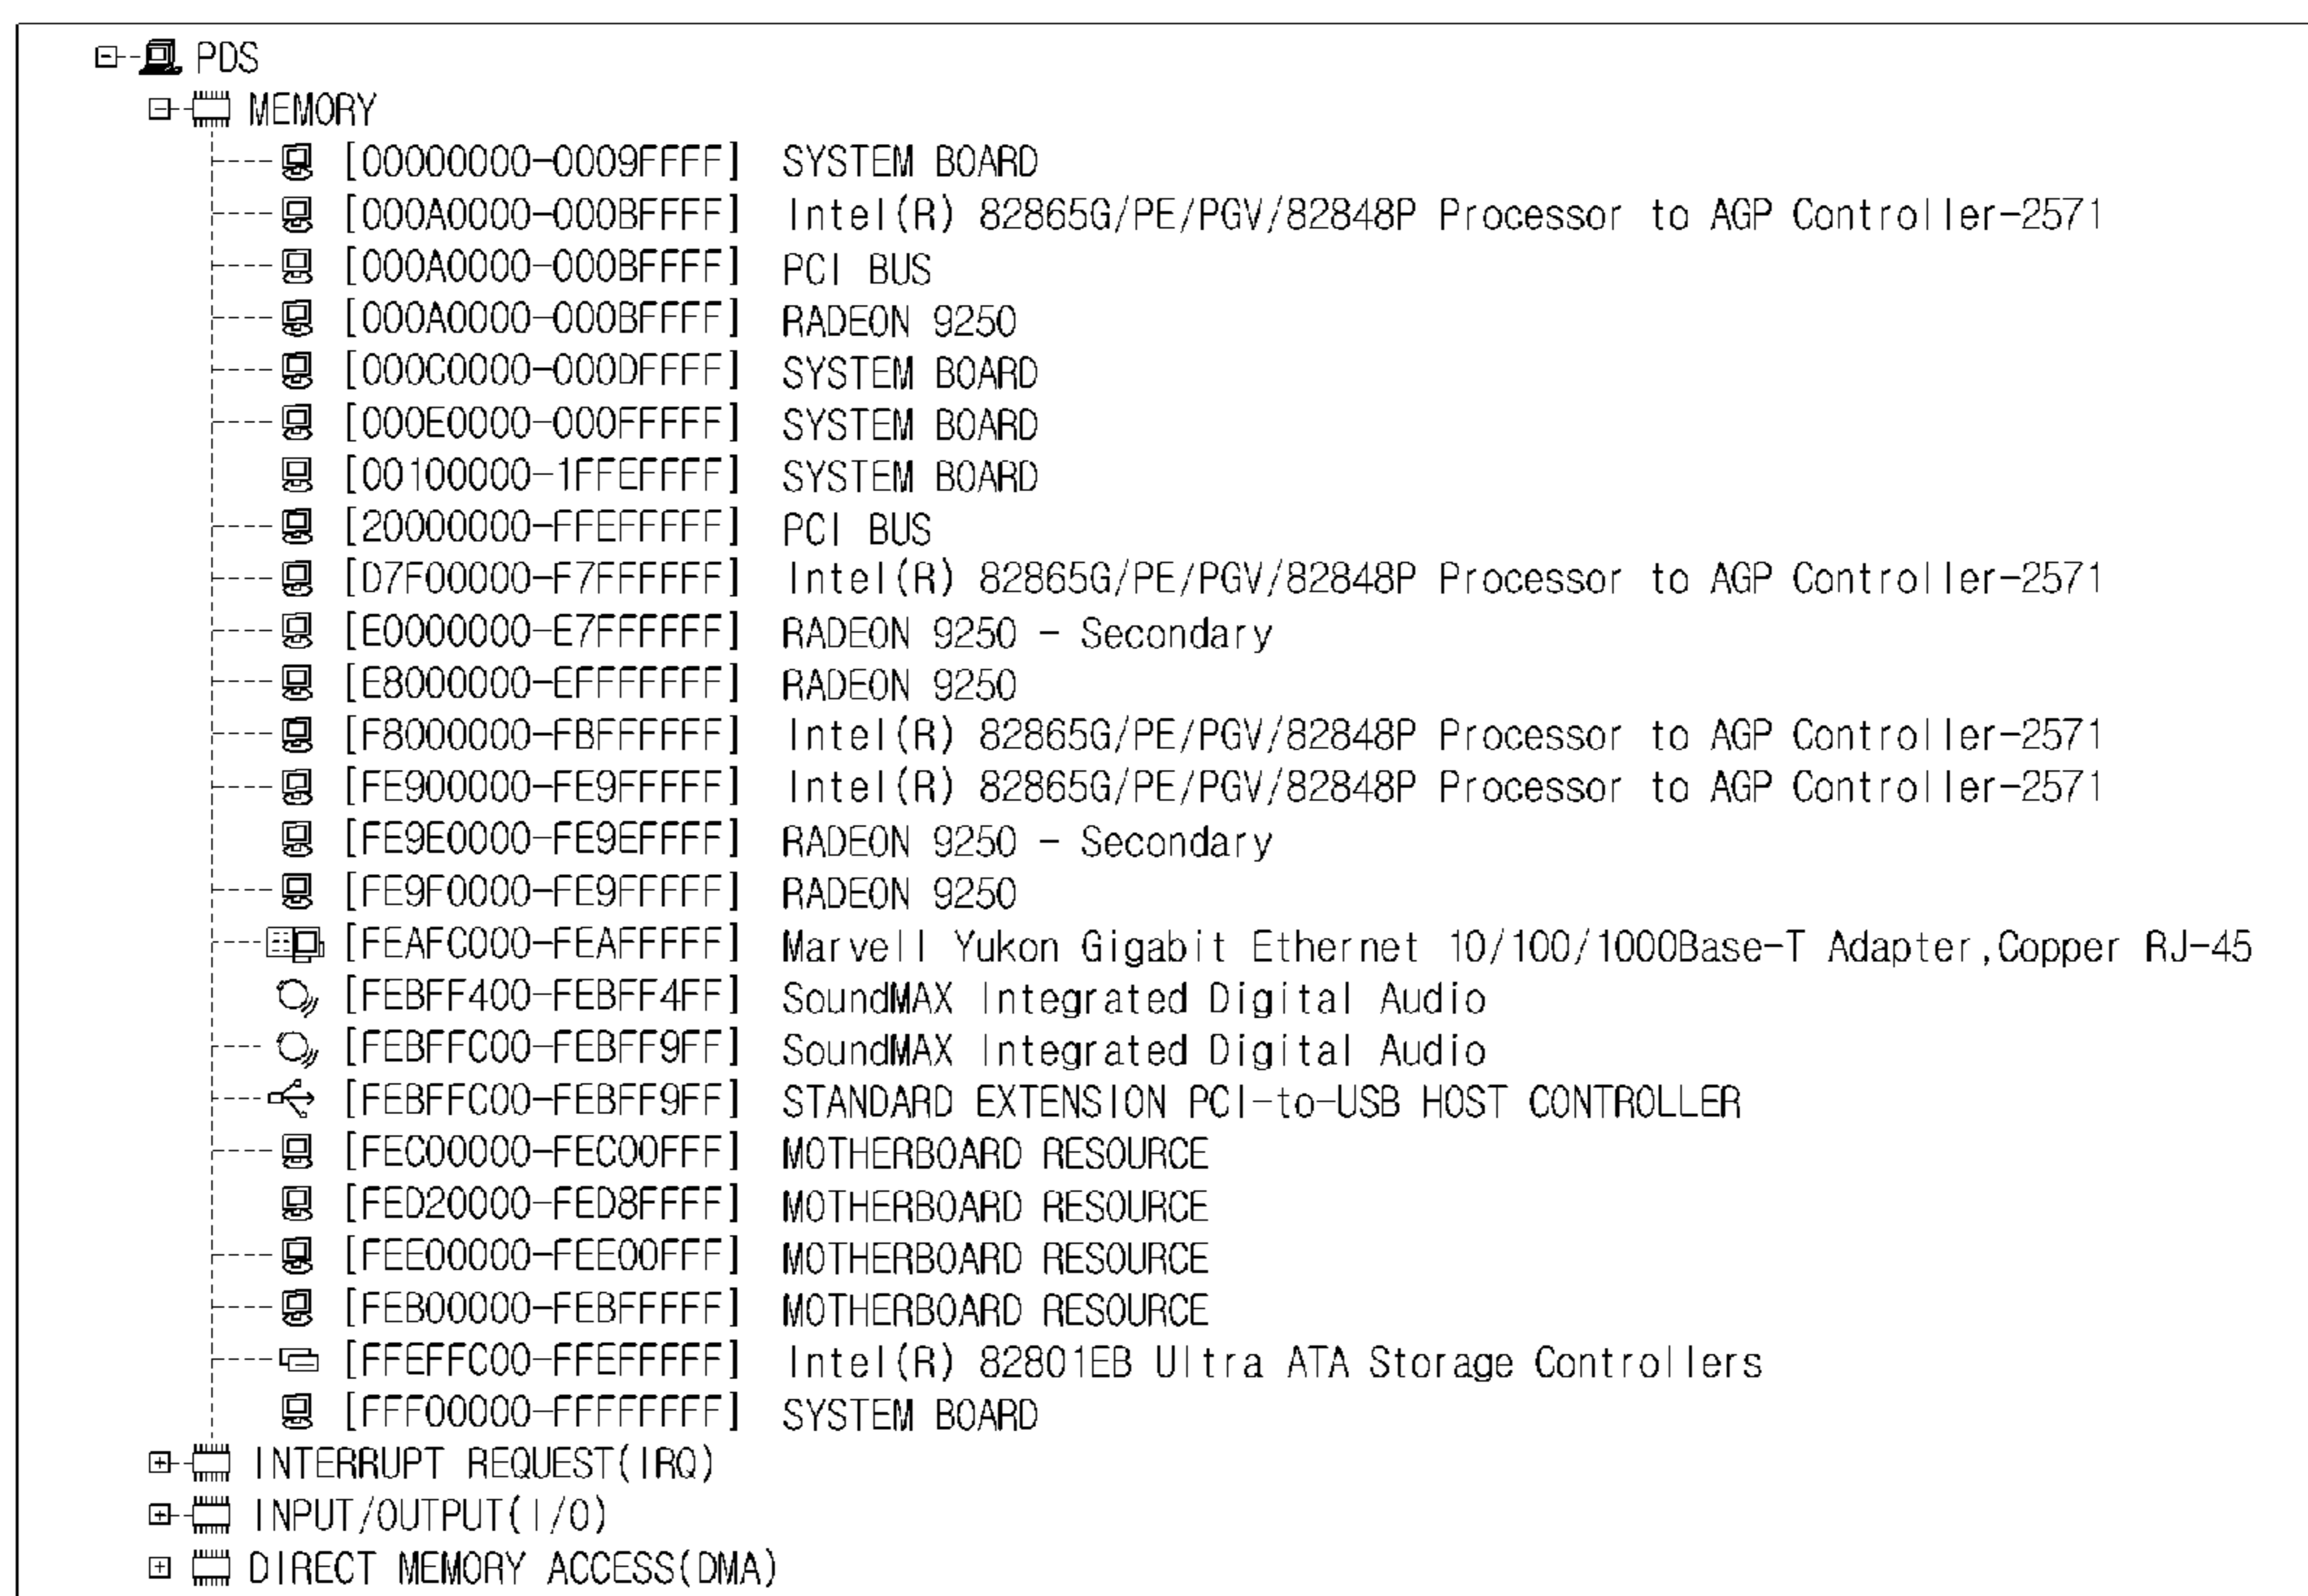 PDS
MEMORY
[00000000-0009FFFF] SYSTEM BOARD
[000A0000-000BFFFF] Intel(R) 82865G/PE/PGV/82848P Processor to AGP Controller-2571
[000A0000-000BFFFF] PCI BUS
[000A0000-000BFFFF] RADEON 9250
[000C0000-000DFFFF] SYSTEM BOARD
[000E0000-000FFFFF] SYSTEM BOARD
[00100000-1FFEFFFF] SYSTEM BOARD
[20000000-FFEFFFFF] PCI BUS
[D7F00000-F7FFFFFF] Intel(R) 82865G/PE/PGV/82848P Processor to AGP Controller-2571
[E0000000-E7FFFFFF] RADEON 9250 - Secondary
[E8000000-EFFFFFFF] RADEON 9250
[F8000000-FBFFFFFF] Intel(R) 82865G/PE/PGV/82848P Processor to AGP Controller-2571
[FE900000-FE9FFFFF] Intel(R) 82865G/PE/PGV/82848P Processor to AGP Controller-2571
[FE9E0000-FE9EFFFF] RADEON 9250 - Secondary
[FE9F0000-FE9FFFFF] RADEON 9250
[FEAFC000-FEAFFFFF] Marvell Yukon Gigabit Ethernet 10/100/1000Base-T Adapter,Copper RJ-45
[FEBFF400-FEBFF4FF] SoundMAX Integrated Digital Audio
[FEBFFC00-FEBFF9FF] SoundMAX Integrated Digital Audio
[FEBFFC00-FEBFF9FF] STANDARD EXTENSION PCI-to-USB HOST CONTROLLER
[FEC00000-FEC00FFF] MOTHERBOARD RESOURCE
[FED20000-FED8FFFF] MOTHERBOARD RESOURCE
[FEE00000-FEE00FFF] MOTHERBOARD RESOURCE
[FEB00000-FEBFFFFF] MOTHERBOARD RESOURCE
[FFEFFC00-FFEFFFFF] Intel(R) 82801EB Ultra ATA Storage Controllers
[FFF00000-FFFFFFFF] SYSTEM BOARD
INTERRUPT REQUEST(IRQ)
INPUT/OUTPUT(I/O)
DIRECT MEMORY ACCESS(DMA)